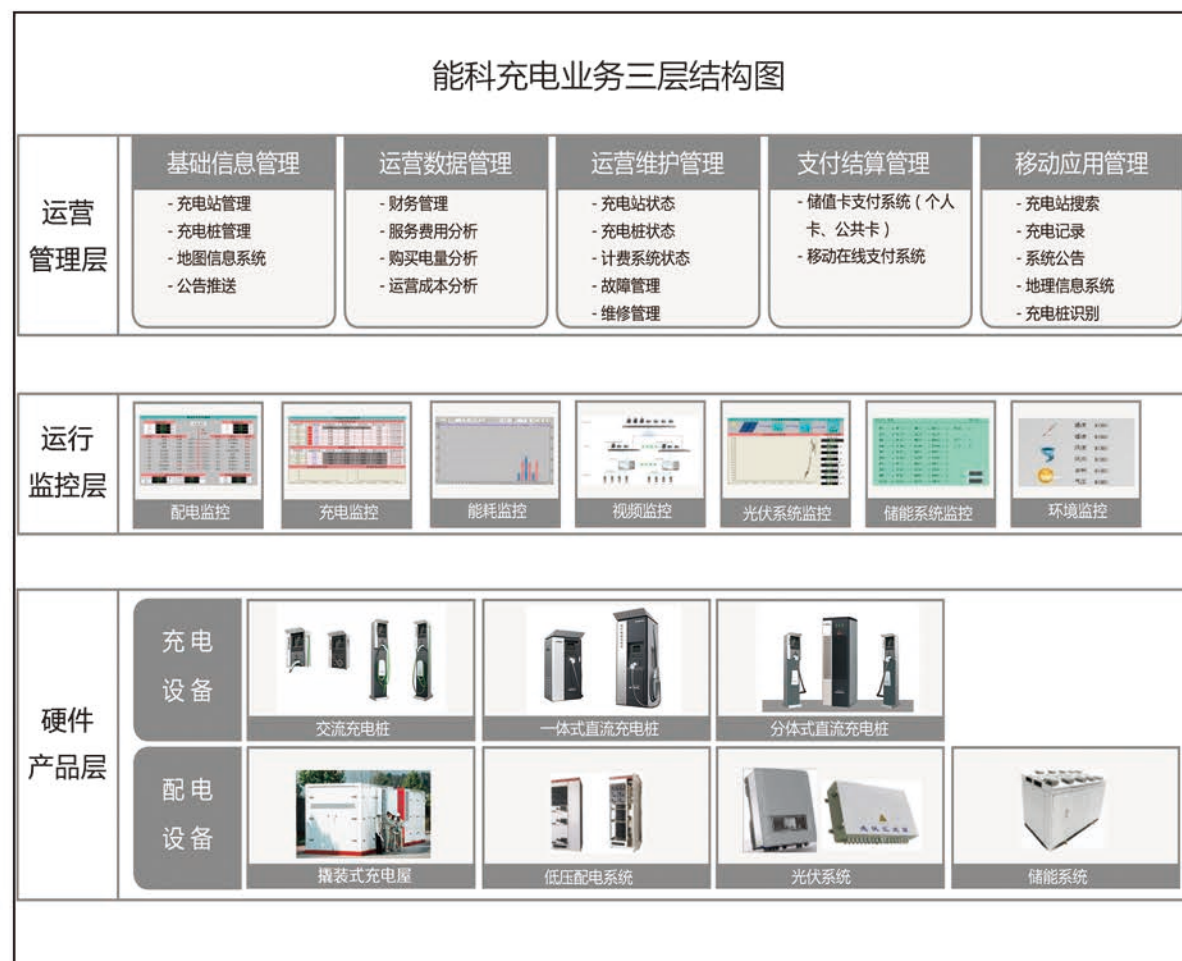 能科充电业务三层结构图
运营
管理层
基础信息管理
- 充电站管理
- 充电桩管理
- 地图信息系统
- 公告推送
运营数据管理
- 财务管理
- 服务费用分析
- 购买电量分析
- 运营成本分析
运营维护管理
- 充电站状态
- 充电桩状态
- 计费系统状态
- 故障管理
- 维修管理
支付结算管理
- 储值卡支付系统（个人
卡、公共卡）
- 移动在线支付系统
移动应用管理
- 充电站搜索
- 充电记录
- 系统公告
- 地理信息系统
- 充电桩识别
运行
监控层
配电监控
充电监控
能耗监控
视频监控
光伏系统监控
储能系统监控
环境监控
硬件
产品层
充电
设备
交流充电桩
一体式直流充电桩
分体式直流充电桩
配电
设备
撬装式充电屋
低压配电系统
光伏系统
储能系统